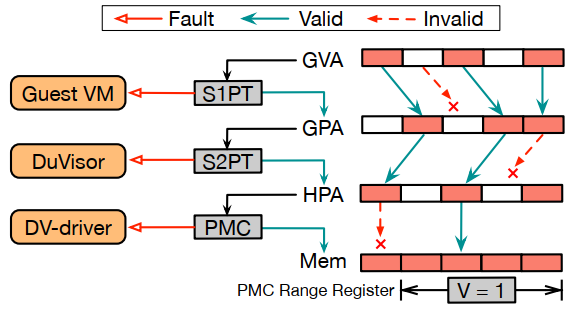 Fault Valid Invalid
GVA
Guest VM S1PT
GPA
DuVisor S2PT
HPA
DV-driver PMC
Mem
PMC Range Register V = 1